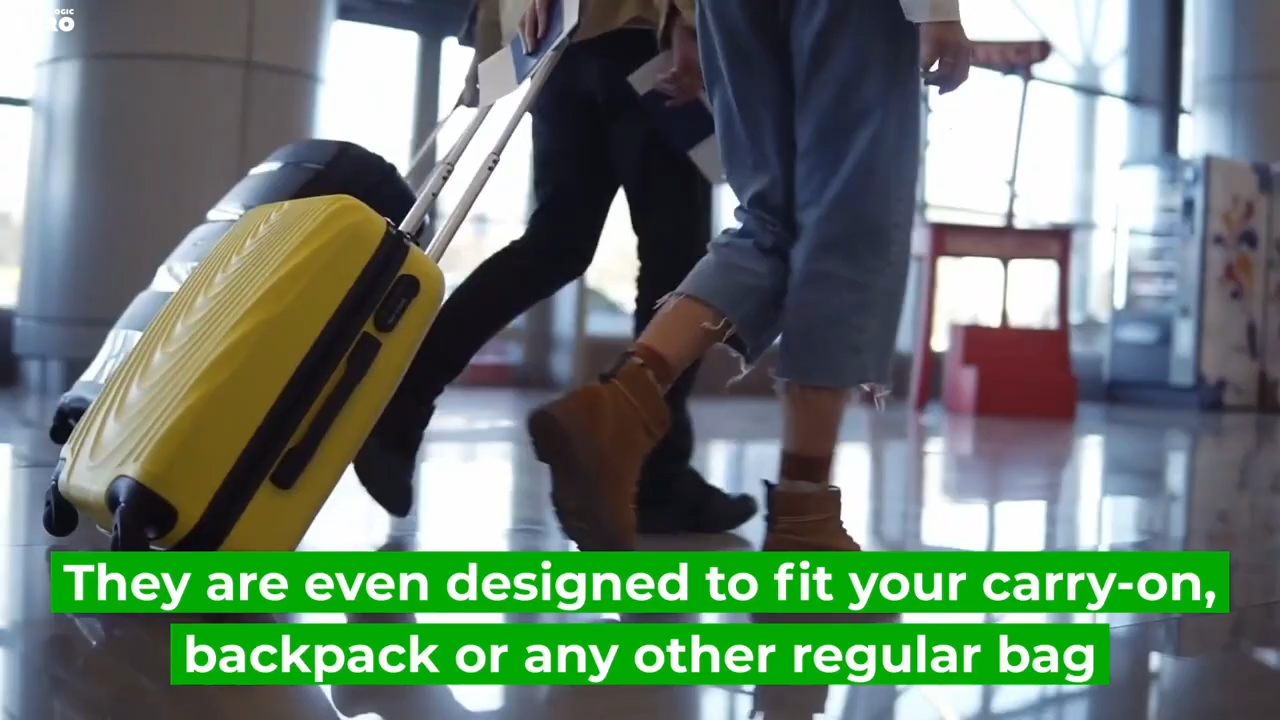 They are even designed to fit your carry-on,
backpack or any other regular bag